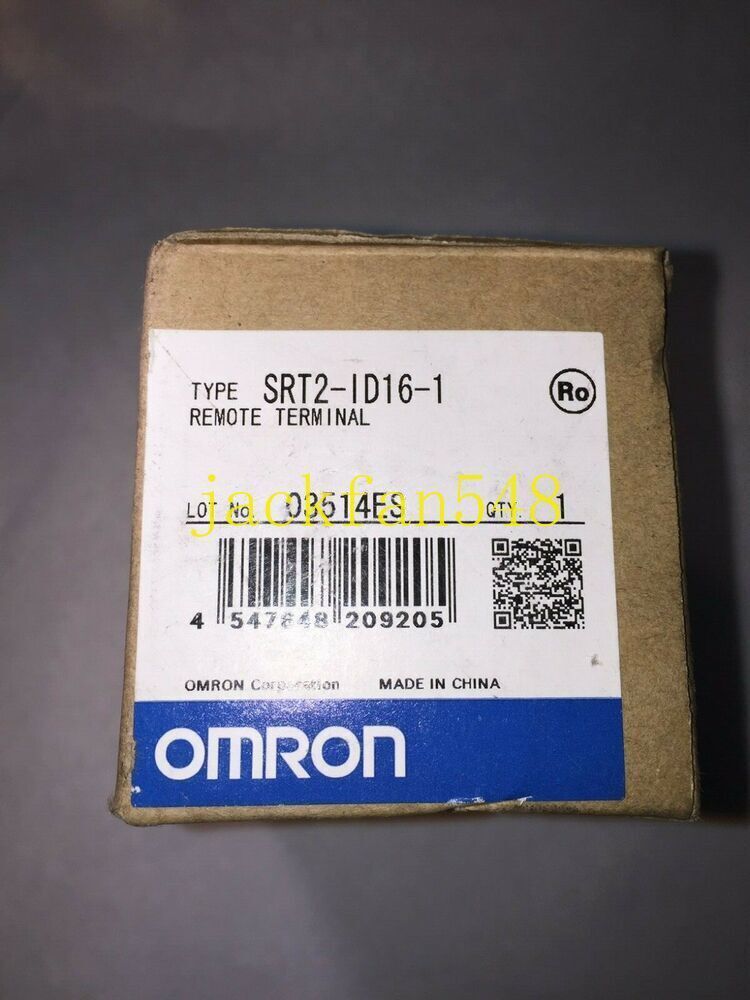 TYPE SRT2-ID16-1
Ro
REMOTE TERMINAL
jackfan548
LOT No. 03514ES QTY. 1
4 547648 209205
OMRON Corporation MADE IN CHINA
OMRON